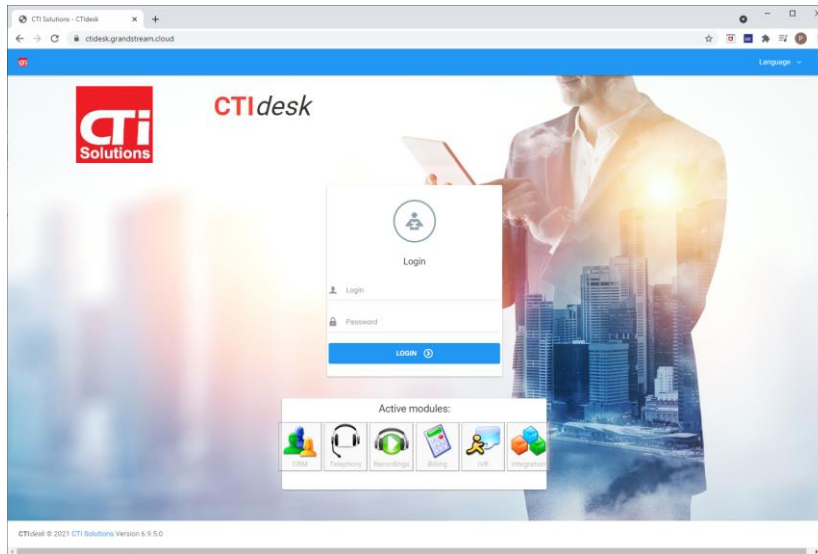 CTI Solutions - CTIdesk
ctidesk.grandstream.cloud
cti
Language
CTi
Solutions
CTIdesk
Login
Login
Password
LOGIN
Active modules:
CRM
Telephony
Recordings
Billing
IVR
Integration
CTIdesk © 2021 CTI Solutions Version 6.9.5.0